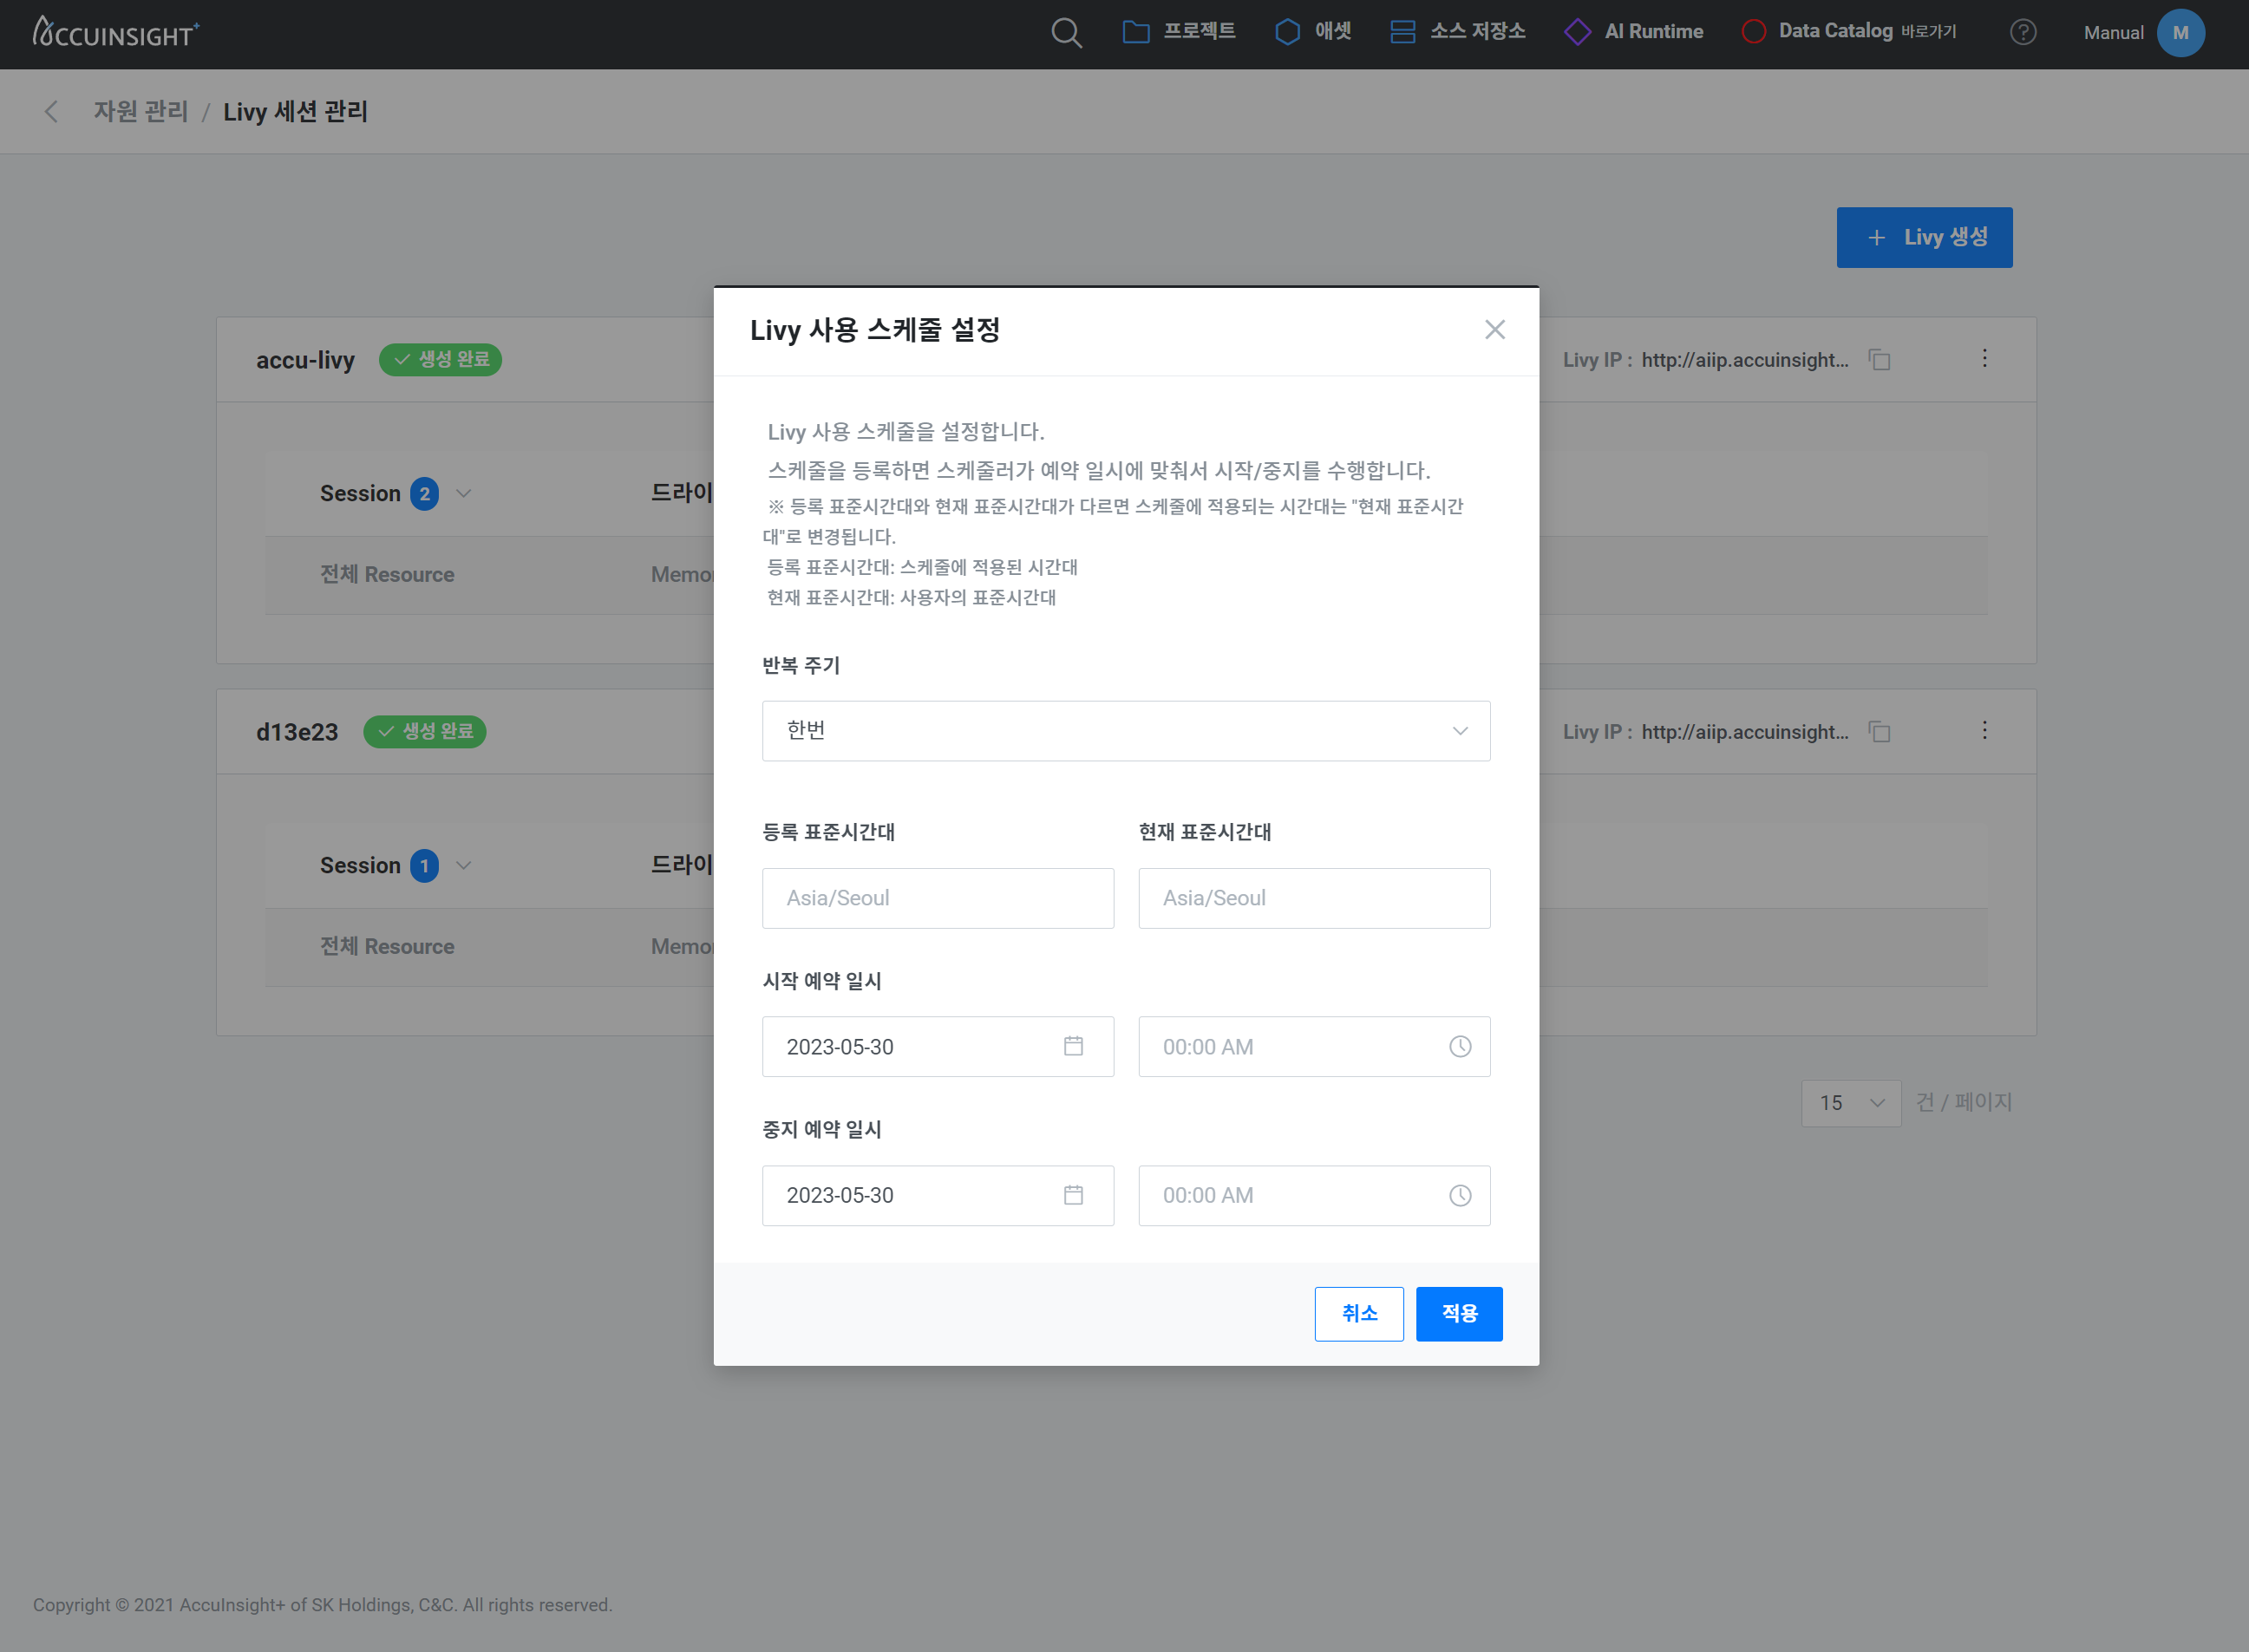 ACCUINSIGHT+
프로젝트
애셋
소스 저장소
AI Runtime
Data Catalog 바로가기
Manual
M
자원 관리 / Livy 세션 관리
+ Livy 생성
accu-livy
생성 완료
Livy IP : http://aiip.accuinsight...
Session 2
드라이
전체 Resource
d13e23
생성 완료
Livy IP : http://aiip.accuinsight...
Session 1
드라이
전체 Resource
15
건 / 페이지
Livy 사용 스케줄 설정
Livy 사용 스케줄을 설정합니다.
스케줄을 등록하면 스케줄러가 예약 일시에 맞춰서 시작/중지를 수행합니다.
※ 등록 표준시간대와 현재 표준시간대가 다르면 스케줄에 적용되는 시간대는 "현재 표준시간
대"로 변경됩니다.
등록 표준시간대: 스케줄에 적용된 시간대
현재 표준시간대: 사용자의 표준시간대
반복 주기
한번
등록 표준시간대
현재 표준시간대
Asia/Seoul
Asia/Seoul
시작 예약 일시
2023-05-30
00:00 AM
중지 예약 일시
2023-05-30
00:00 AM
취소
적용
Copyright © 2021 AccuInsight+ of SK Holdings, C&C. All rights reserved.